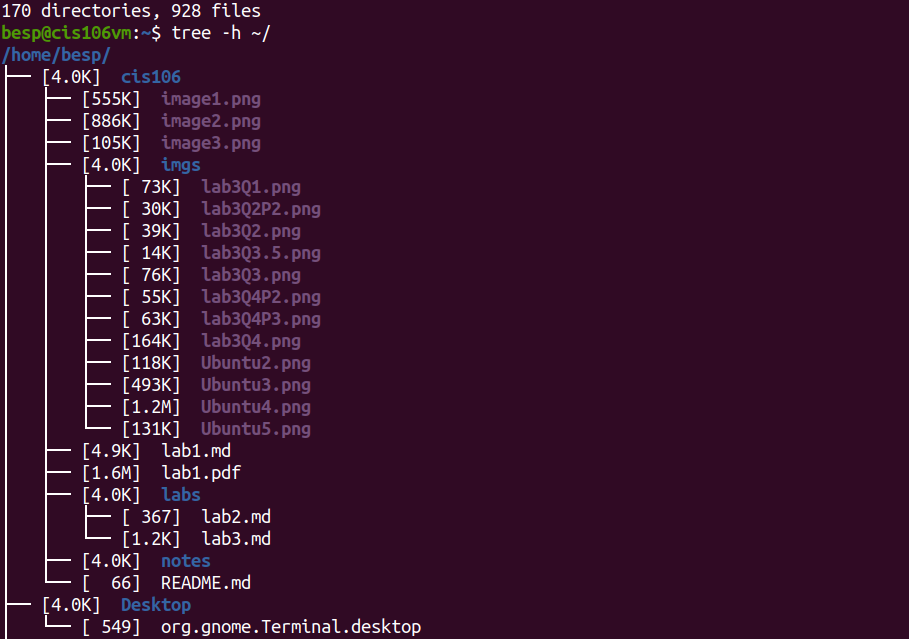 170 directories, 928 files
besp@cis106vm:~$ tree -h ~/
/home/besp/
├── [4.0K]  cis106
│   ├── [555K]  image1.png
│   ├── [886K]  image2.png
│   ├── [105K]  image3.png
│   ├── [4.0K]  imgs
│   │   ├── [ 73K]  lab3Q1.png
│   │   ├── [ 30K]  lab3Q2P2.png
│   │   ├── [ 39K]  lab3Q2.png
│   │   ├── [ 14K]  lab3Q3.5.png
│   │   ├── [ 76K]  lab3Q3.png
│   │   ├── [ 55K]  lab3Q4P2.png
│   │   ├── [ 63K]  lab3Q4P3.png
│   │   ├── [164K]  lab3Q4.png
│   │   ├── [118K]  Ubuntu2.png
│   │   ├── [493K]  Ubuntu3.png
│   │   ├── [1.2M]  Ubuntu4.png
│   │   └── [131K]  Ubuntu5.png
│   ├── [4.9K]  lab1.md
│   ├── [1.6M]  lab1.pdf
│   ├── [4.0K]  labs
│   │   ├── [ 367]  lab2.md
│   │   └── [1.2K]  lab3.md
│   ├── [4.0K]  notes
│   └── [  66]  README.md
├── [4.0K]  Desktop
│   └── [ 549]  org.gnome.Terminal.desktop